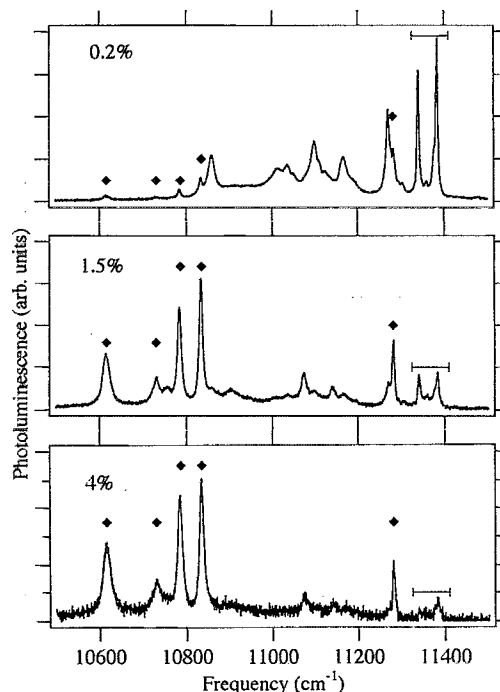 0.2%
1.5%
4%
Photoluminescence (arb. units)
10600 10800 11000 11200 11400
Frequency (cm⁻¹)